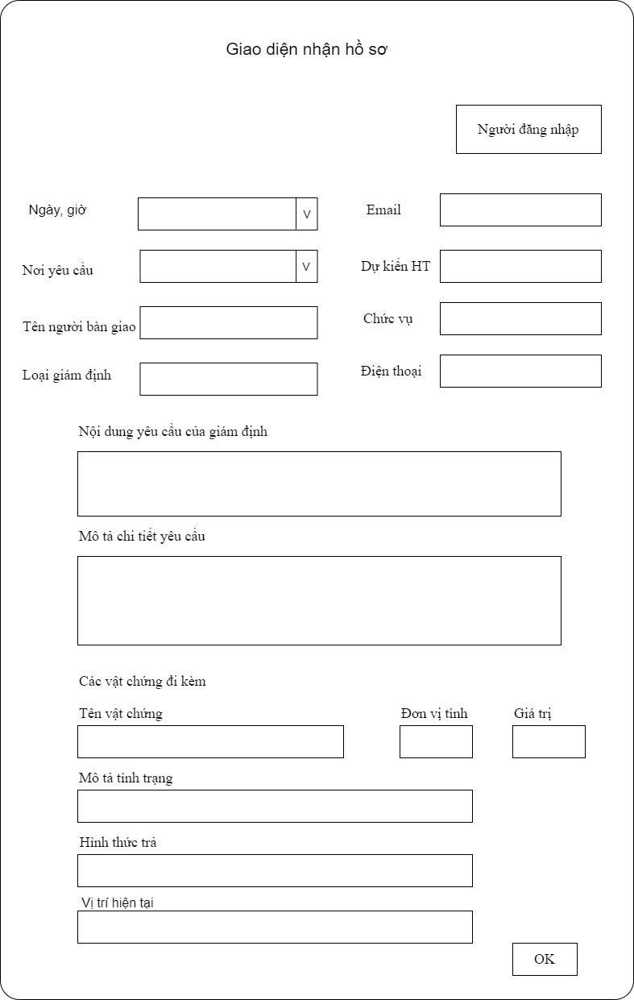 Giao diện nhận hồ sơ
Người đăng nhập
Ngày, giờ
V
Email
Nơi yêu cầu
V
Dự kiến HT
Tên người bàn giao
Chức vụ
Loại giám định
Điện thoại
Nội dung yêu cầu của giám định
Mô tả chi tiết yêu cầu
Các vật chứng đi kèm
Tên vật chứng
Đơn vị tính
Giá trị
Mô tả tình trạng
Hình thức trả
Vị trí hiện tại
OK